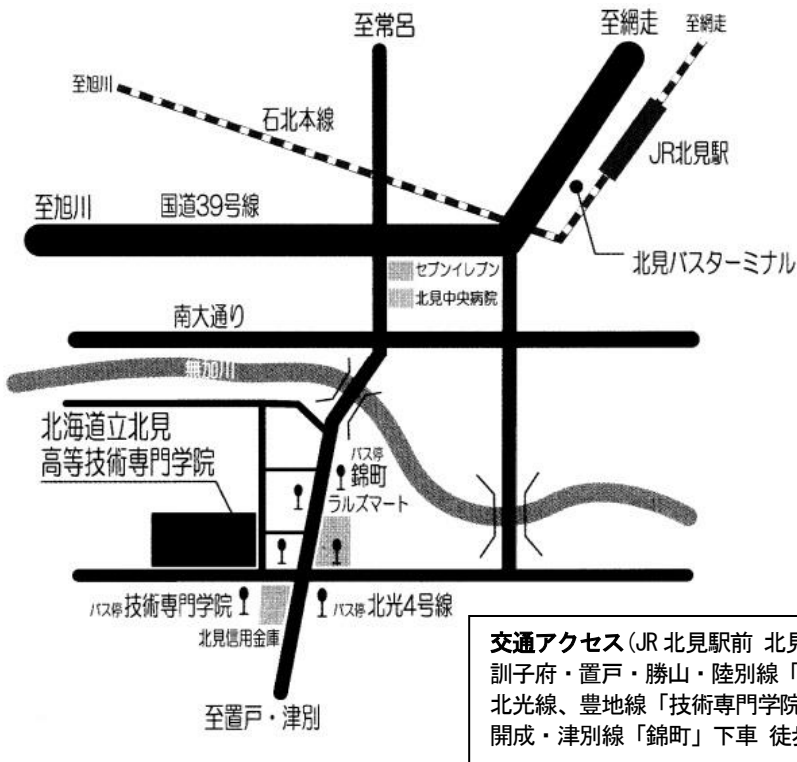 至常呂
至網走
至網走
至旭川
石北本線
JR北見駅
至旭川
国道39号線
北見バスターミナル
セブンイレブン
北見中央病院
南大通り
無加川
北海道立北見
高等技術専門学院
バス停
錦町
ラルズマート
バス停技術専門学院
バス停北光4号線
北見信用金庫
至置戸・津別
交通アクセス(JR北見駅前 北見
訓子府・置戸・勝山・陸別線「
北光線、豊地線「技術専門学院
開成・津別線「錦町」下車 徒歩